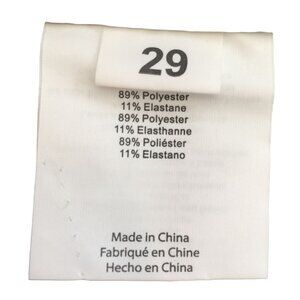 29
89% Polyester
11% Elastane
89% Polyester
11% Elasthanne
89% Poliéster
11% Elastano
Made in China
Fabriqué en Chine
Hecho en China